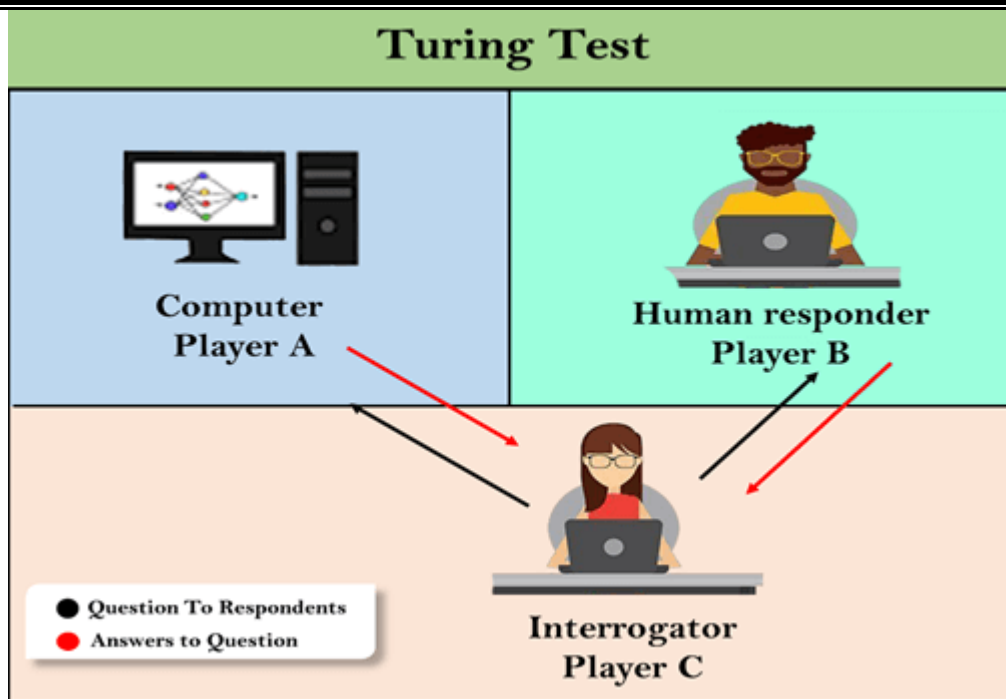 Turing Test
Computer
Player A
Human responder
Player B
Question To Respondents
Answers to Question
Interrogator
Player C